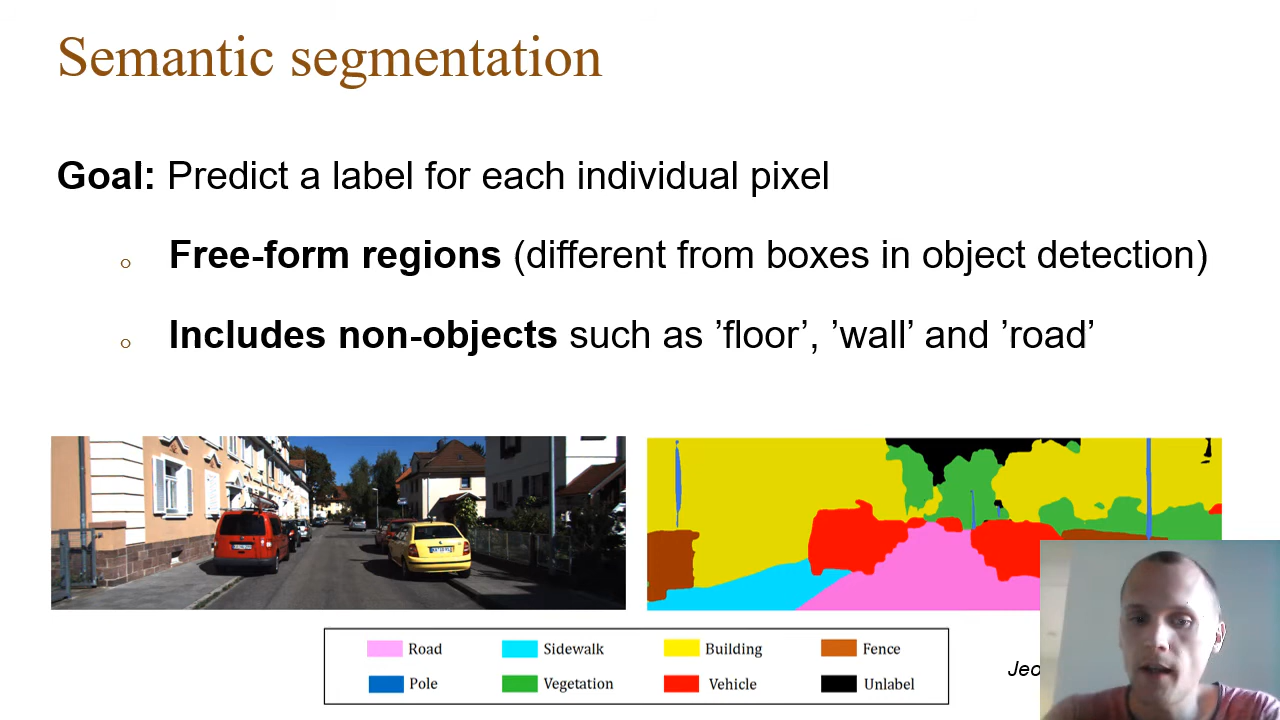 Semantic segmentation
Goal: Predict a label for each individual pixel
Free-form regions (different from boxes in object detection)
Includes non-objects such as ’floor’, ’wall’ and ’road’
Road Sidewalk Building Fence
Pole Vegetation Vehicle Unlabel